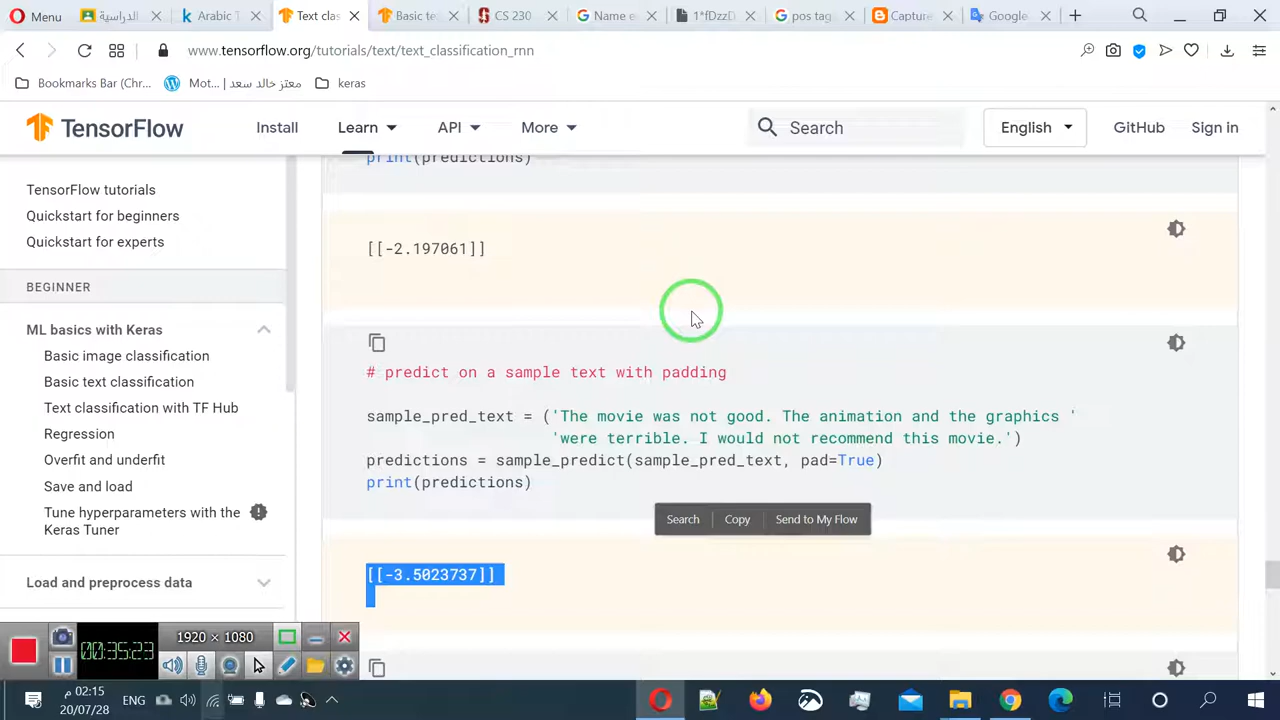 Menu
الدراسية
Arabic T
Text clas
Basic te
CS 230
Name e
1*fDzzD
pos tag
Capture
Google
www.tensorflow.org/tutorials/text/text_classification_rnn
Bookmarks Bar (Chr...
Mot... | معتز خالد سعد
keras
TensorFlow
Install
Learn
API
More
Search
English
GitHub
Sign in
TensorFlow tutorials
Quickstart for beginners
Quickstart for experts
BEGINNER
ML basics with Keras
Basic image classification
Basic text classification
Text classification with TF Hub
Regression
Overfit and underfit
Save and load
Tune hyperparameters with the
Keras Tuner
Load and preprocess data
print(predictions)
[[-2.197061]]
# predict on a sample text with padding
sample_pred_text = ('The movie was not good. The animation and the graphics '
'were terrible. I would not recommend this movie.')
predictions = sample_predict(sample_pred_text, pad=True)
print(predictions)
Search
Copy
Send to My Flow
[[-3.5023737]]
1920 × 1080
00:35:23
02:15 م
20/07/28
ENG